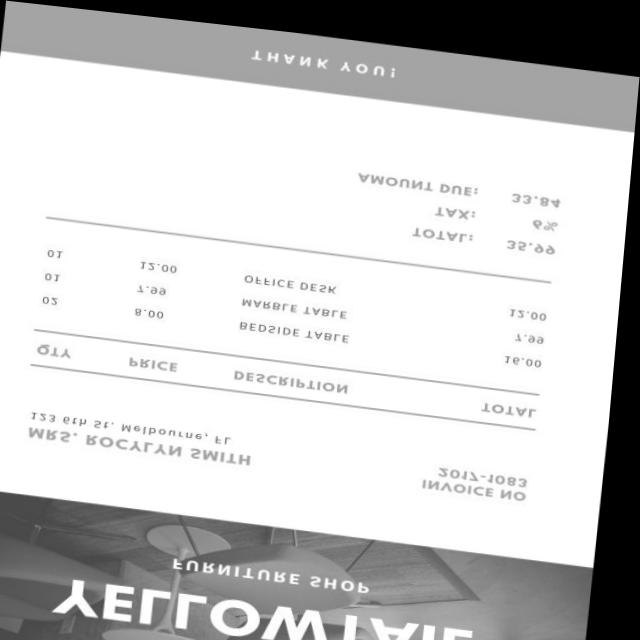 YELLOWTAIL
FURNITURE SHOP
INVOICE NO
2017-1083
MRS. ROCYLYN SMITH
123 6th St. Melbourne, FL
QTY PRICE DESCRIPTION TOTAL
02 8.00 BEDSIDE TABLE 16.00
01 7.99 MARBLE TABLE 7.99
01 12.00 OFFICE DESK 12.00
TOTAL: 35.99
TAX: 6%
AMOUNT DUE: 33.84
THANK YOU!